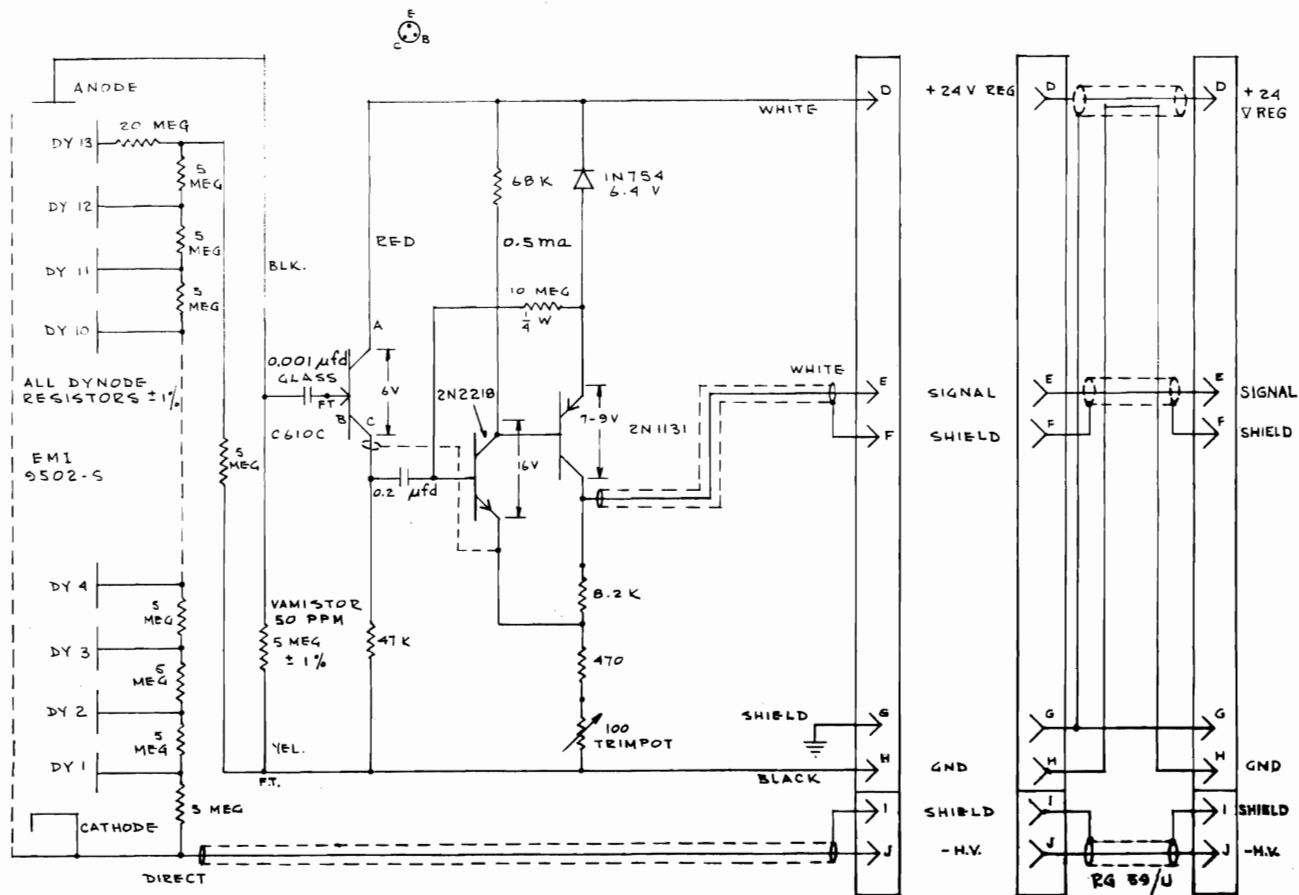 E
C B
ANODE
20 MEG
DY 13
5 MEG
DY 12
5 MEG
DY 11
5 MEG
DY 10
ALL DYNODE
RESISTORS ±1%
EMI
9502-S
DY 4
5 MEG
DY 3
5 MEG
DY 2
5 MEG
DY 1
5 MEG
CATHODE
DIRECT
5 MEG
BLK.
VAMISTOR
50 PPM
5 MEG
± 1%
YEL.
F.T.
0.001 µfd
GLASS
FT
B
A
C
C610C
6V
RED
47K
0.2 µfd
68K
0.5ma
1N754
6.4 V
10 MEG
1/4 W
2N2218
16V
7-9V
2N1131
8.2K
470
100
TRIMPOT
WHITE
WHITE
SHIELD
BLACK
D
E
F
G
H
I
J
+24V REG
SIGNAL
SHIELD
GND
SHIELD
-H.V.
D
E
F
G
H
I
J
RG 59/U
D
E
F
G
H
I
J
+24
V REG
SIGNAL
SHIELD
GND
SHIELD
-H.V.